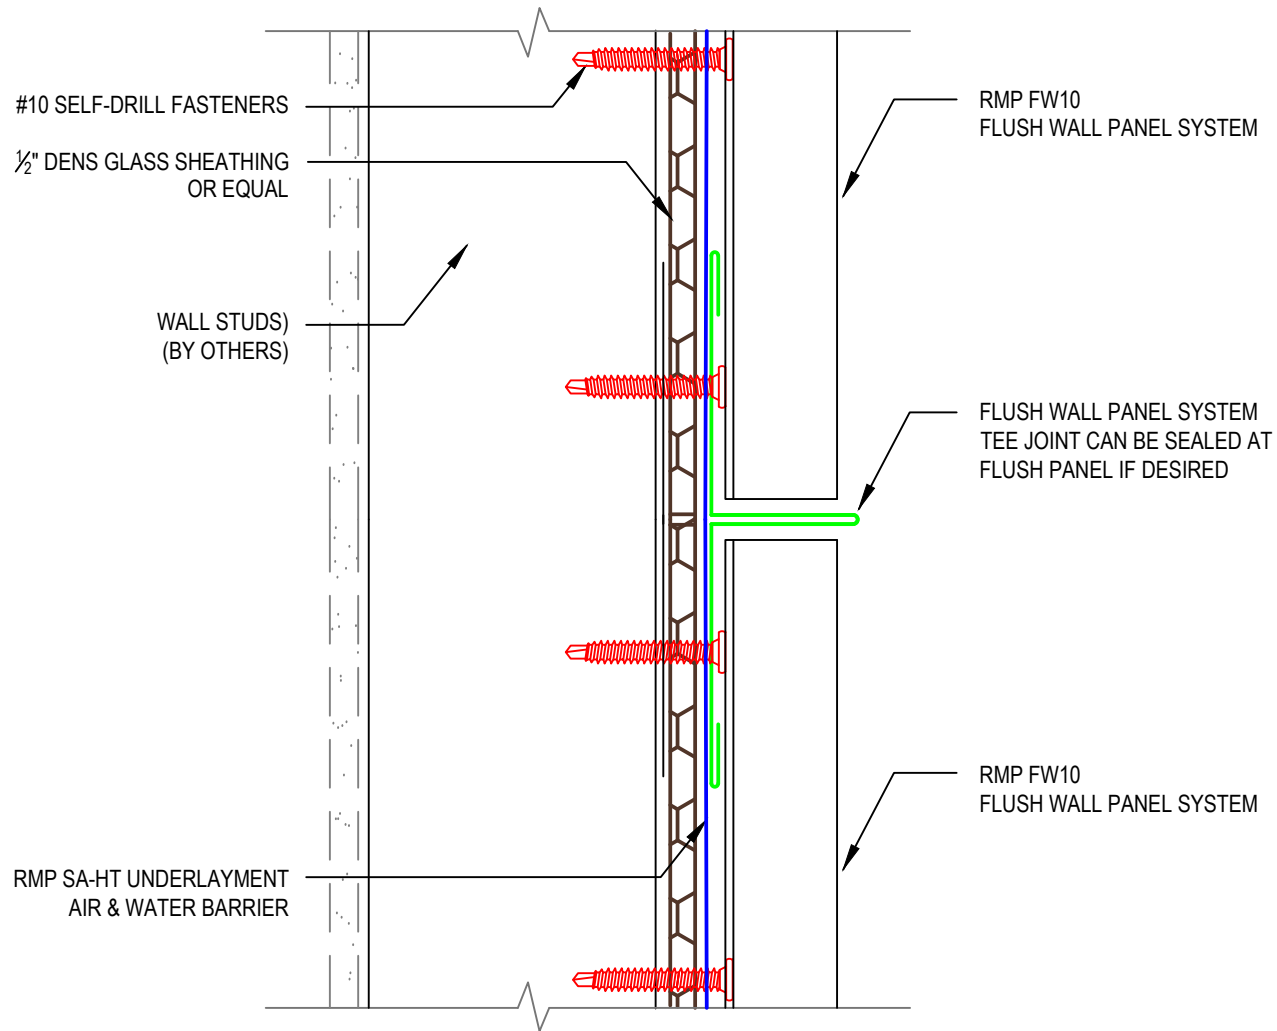 #10 SELF-DRILL FASTENERS
½" DENS GLASS SHEATHING
OR EQUAL
WALL STUDS)
(BY OTHERS)
RMP SA-HT UNDERLAYMENT
AIR & WATER BARRIER
RMP FW10
FLUSH WALL PANEL SYSTEM
FLUSH WALL PANEL SYSTEM
TEE JOINT CAN BE SEALED AT
FLUSH PANEL IF DESIRED
RMP FW10
FLUSH WALL PANEL SYSTEM